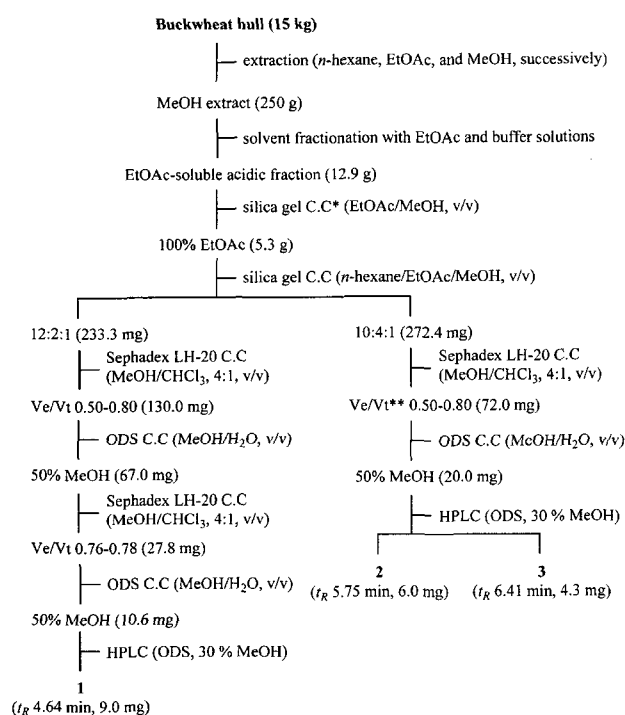 Buckwheat hull (15 kg)
extraction (n-hexane, EtOAc, and MeOH, successively)
MeOH extract (250 g)
solvent fractionation with EtOAc and buffer solutions
EtOAc-soluble acidic fraction (12.9 g)
silica gel C.C* (EtOAc/MeOH, v/v)
100% EtOAc (5.3 g)
silica gel C.C (n-hexane/EtOAc/MeOH, v/v)
12:2:1 (233.3 mg)
Sephadex LH-20 C.C
(MeOH/CHCl₃, 4:1, v/v)
Ve/Vt 0.50-0.80 (130.0 mg)
ODS C.C (MeOH/H₂O, v/v)
50% MeOH (67.0 mg)
Sephadex LH-20 C.C
(MeOH/CHCl₃, 4:1, v/v)
Ve/Vt 0.76-0.78 (27.8 mg)
ODS C.C (MeOH/H₂O, v/v)
50% MeOH (10.6 mg)
HPLC (ODS, 30 % MeOH)
1
(tR 4.64 min, 9.0 mg)
10:4:1 (272.4 mg)
Sephadex LH-20 C.C
(MeOH/CHCl₃, 4:1, v/v)
Ve/Vt** 0.50-0.80 (72.0 mg)
ODS C.C (MeOH/H₂O, v/v)
50% MeOH (20.0 mg)
HPLC (ODS, 30 % MeOH)
2
(tR 5.75 min, 6.0 mg)
3
(tR 6.41 min, 4.3 mg)